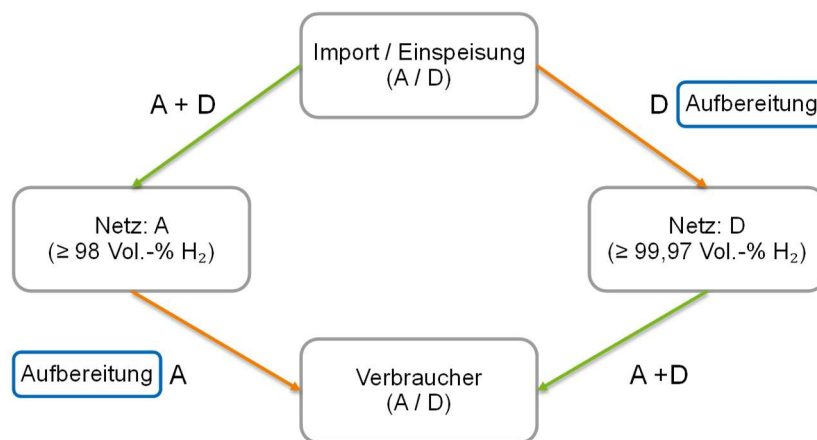 Import / Einspeisung
(A / D)
A + D
D
Aufbereitung
Netz: A
(≥ 98 Vol.-% H₂)
Netz: D
(≥ 99,97 Vol.-% H₂)
Aufbereitung
A
Verbraucher
(A / D)
A +D